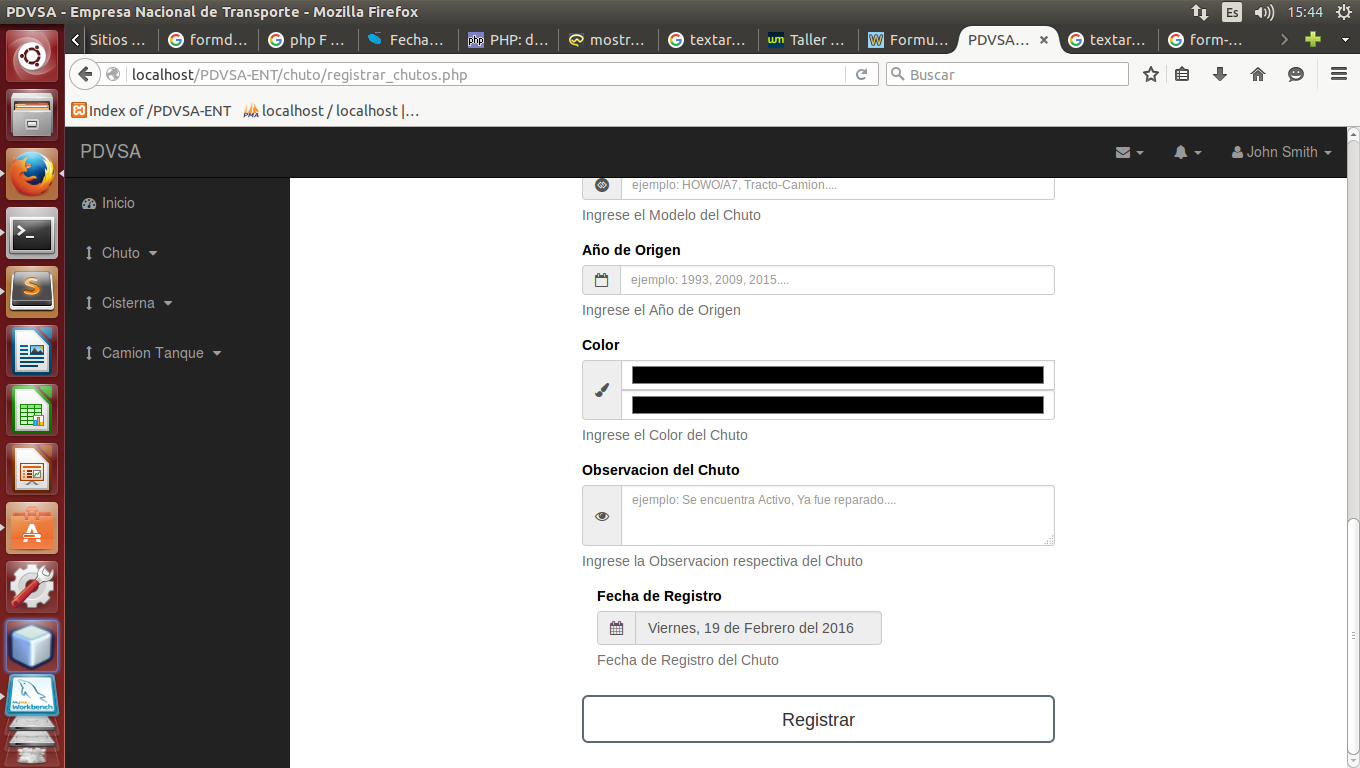 PDVSA - Empresa Nacional de Transporte - Mozilla Firefox
Es
15:44
Sitios ...
formd...
php F ...
Fecha...
php
PHP: d...
mostr...
textar...
um
Taller ...
W
Formu...
PDVSA...
textar...
form-...
localhost/PDVSA-ENT/chuto/registrar_chutos.php
Buscar
Index of /PDVSA-ENT
PMA
localhost / localhost |...
PDVSA
John Smith
Inicio
Chuto
Cisterna
Camion Tanque
ejemplo: HOWO/A7, Tracto-Camion....
Ingrese el Modelo del Chuto
Año de Origen
ejemplo: 1993, 2009, 2015....
Ingrese el Año de Origen
Color
Ingrese el Color del Chuto
Observacion del Chuto
ejemplo: Se encuentra Activo, Ya fue reparado....
Ingrese la Observacion respectiva del Chuto
Fecha de Registro
Viernes, 19 de Febrero del 2016
Fecha de Registro del Chuto
Registrar
Workbench